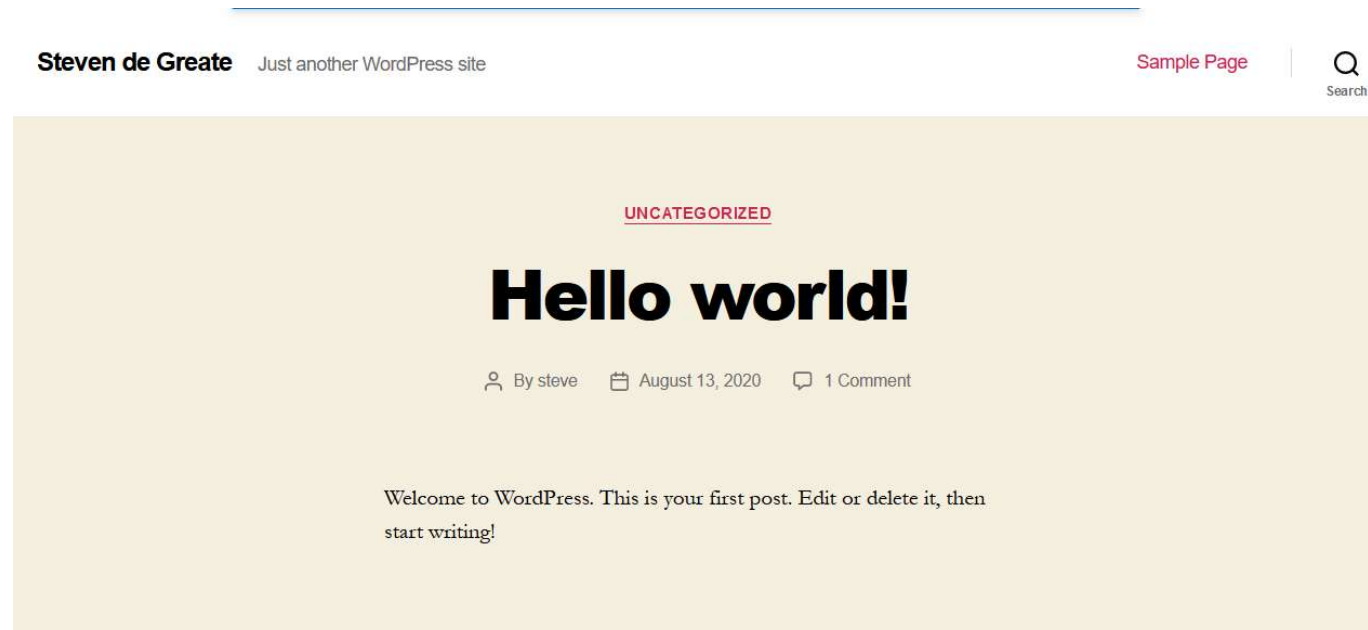 Steven de Greate Just another WordPress site Sample Page
Search
UNCATEGORIZED
Hello world!
By steve August 13, 2020 1 Comment
Welcome to WordPress. This is your first post. Edit or delete it, then
start writing!